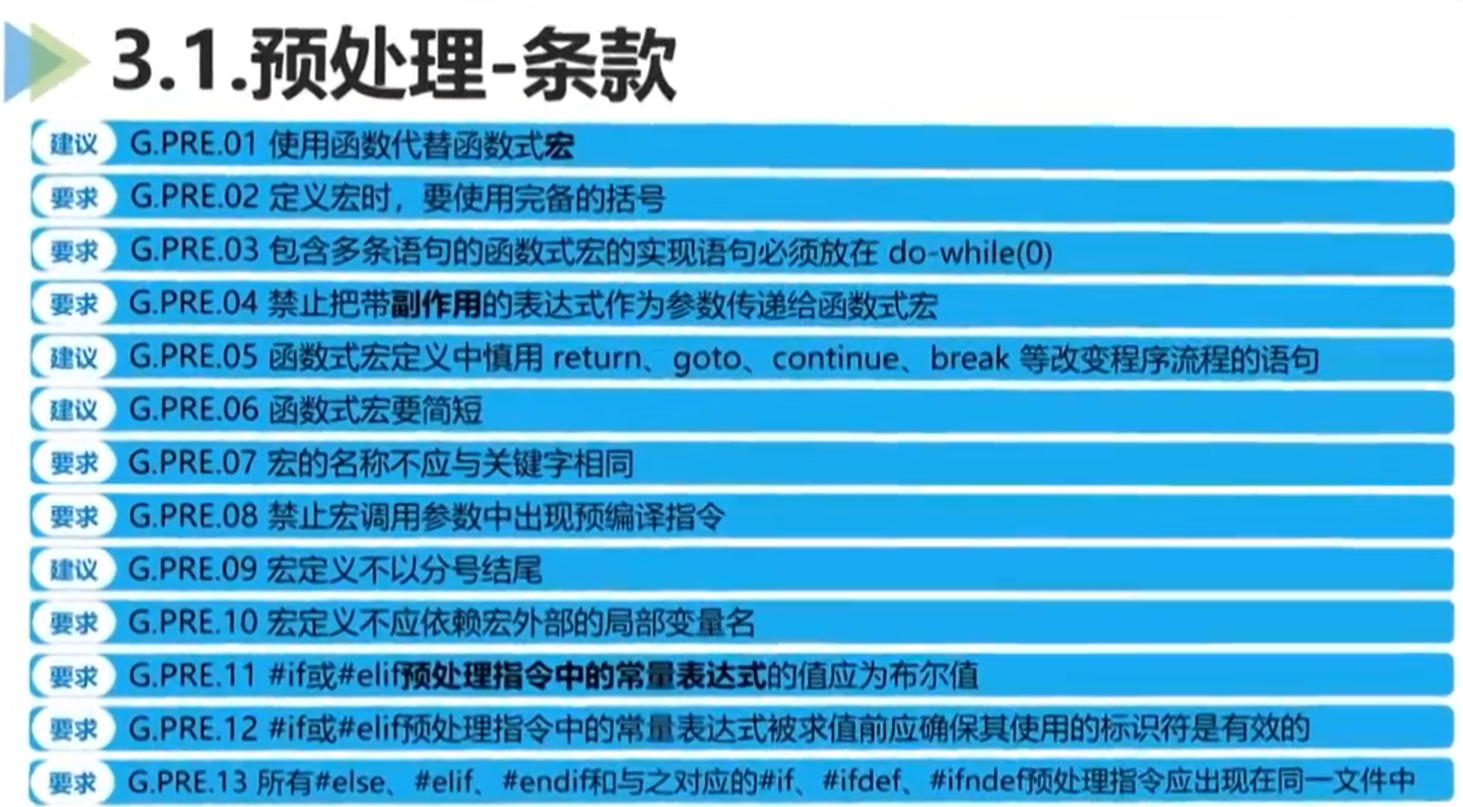 3.1.预处理-条款
建议 G.PRE.01 使用函数代替函数式宏
要求 G.PRE.02 定义宏时，要使用完备的括号
要求 G.PRE.03 包含多条语句的函数式宏的实现语句必须放在 do-while(0)
要求 G.PRE.04 禁止把带副作用的表达式作为参数传递给函数式宏
建议 G.PRE.05 函数式宏定义中慎用 return、goto、continue、break 等改变程序流程的语句
建议 G.PRE.06 函数式宏要简短
要求 G.PRE.07 宏的名称不应与关键字相同
要求 G.PRE.08 禁止宏调用参数中出现预编译指令
建议 G.PRE.09 宏定义不以分号结尾
要求 G.PRE.10 宏定义不应依赖宏外部的局部变量名
要求 G.PRE.11 #if或#elif预处理指令中的常量表达式的值应为布尔值
要求 G.PRE.12 #if或#elif预处理指令中的常量表达式被求值前应确保其使用的标识符是有效的
要求 G.PRE.13 所有#else、#elif、#endif和与之对应的#if、#ifdef、#ifndef预处理指令应出现在同一文件中